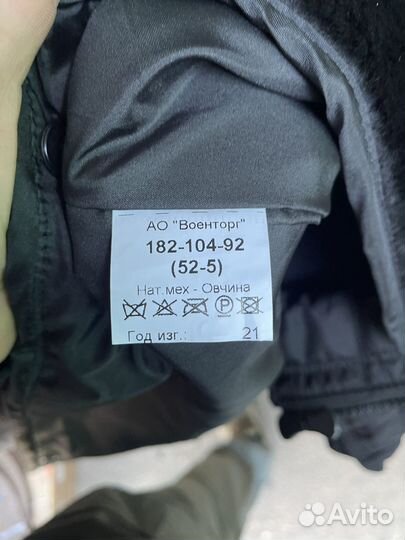 АО "Военторг"
182-104-92
(52-5)
Нат.мех - Овчина
P
Год изг.: 21
Avito